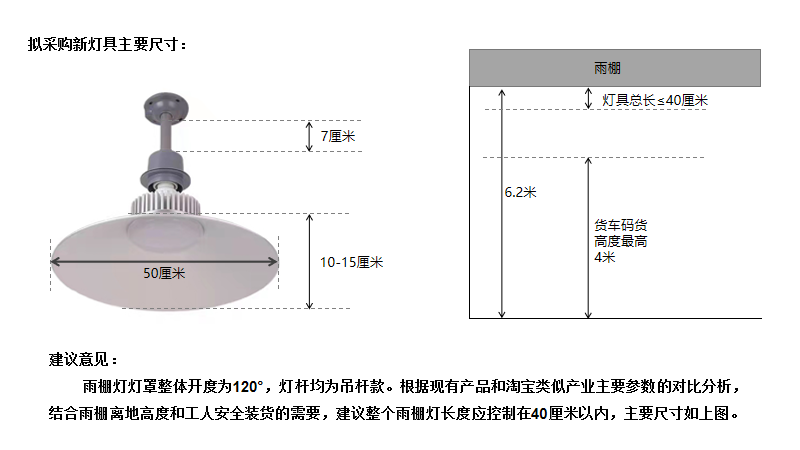 拟采购新灯具主要尺寸：
7厘米
50厘米
10-15厘米
雨棚
灯具总长≤40厘米
6.2米
货车码货
高度最高
4米
建议意见：
雨棚灯灯罩整体开度为120°，灯杆均为吊杆款。根据现有产品和淘宝类似产业主要参数的对比分析，
结合雨棚离地高度和工人安全装货的需要，建议整个雨棚灯长度应控制在40厘米以内，主要尺寸如上图。